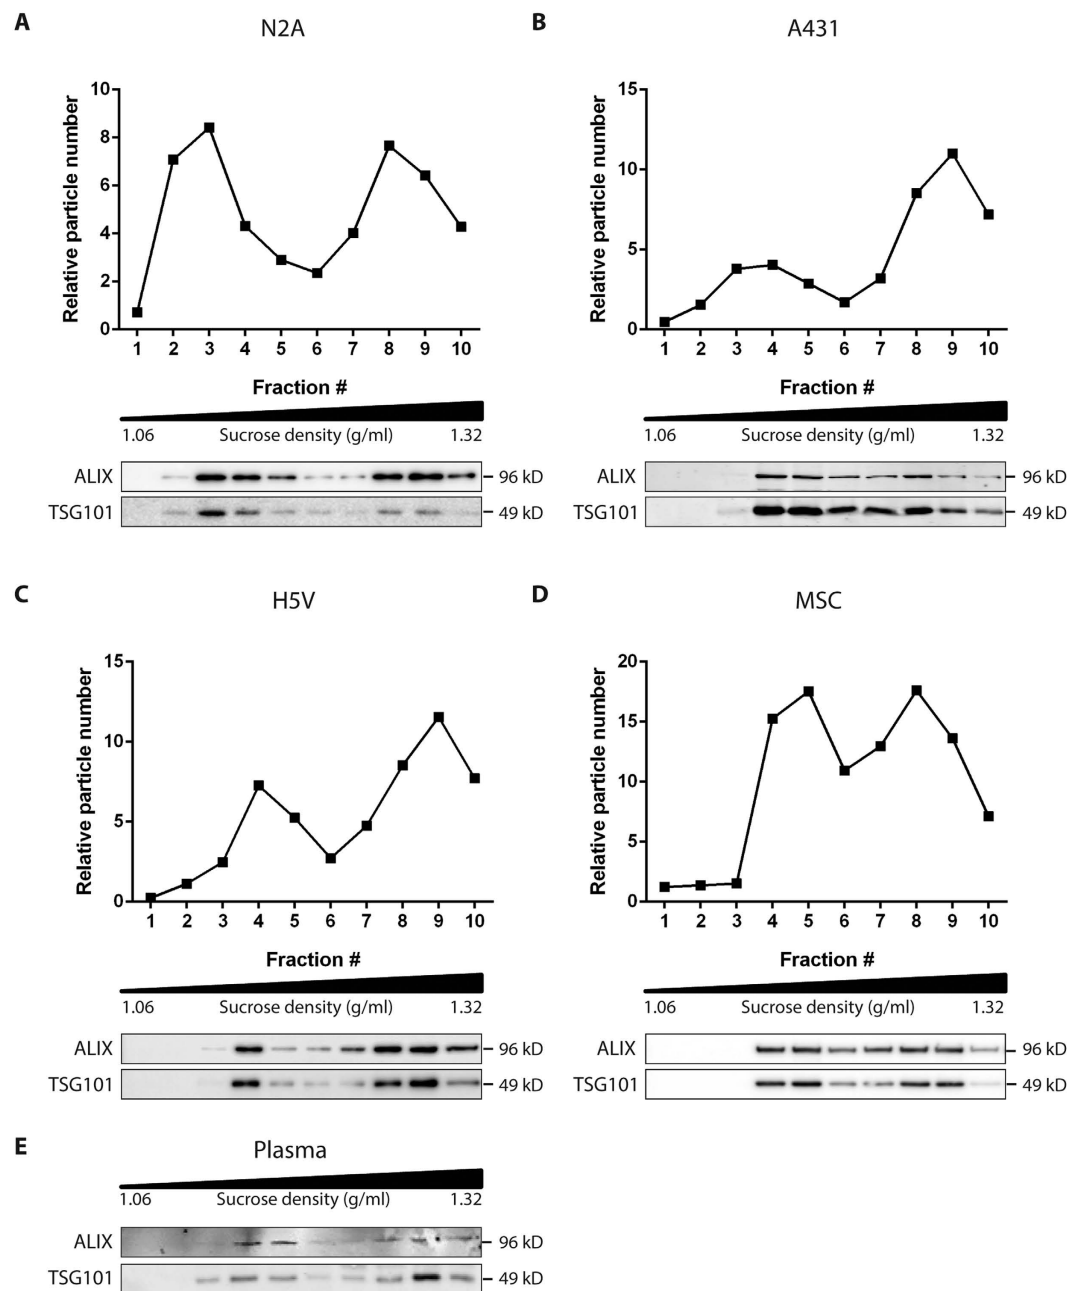 A
N2A
Relative particle number
10
8
6
4
2
0
1 2 3 4 5 6 7 8 9 10
Fraction #
1.06 Sucrose density (g/ml) 1.32
ALIX 96 kD
TSG101 49 kD
B
A431
Relative particle number
15
10
5
0
1 2 3 4 5 6 7 8 9 10
Fraction #
1.06 Sucrose density (g/ml) 1.32
ALIX 96 kD
TSG101 49 kD
C
H5V
Relative particle number
15
10
5
0
1 2 3 4 5 6 7 8 9 10
Fraction #
1.06 Sucrose density (g/ml) 1.32
ALIX 96 kD
TSG101 49 kD
D
MSC
Relative particle number
20
15
10
5
0
1 2 3 4 5 6 7 8 9 10
Fraction #
1.06 Sucrose density (g/ml) 1.32
ALIX 96 kD
TSG101 49 kD
E
Plasma
1.06 Sucrose density (g/ml) 1.32
ALIX 96 kD
TSG101 49 kD